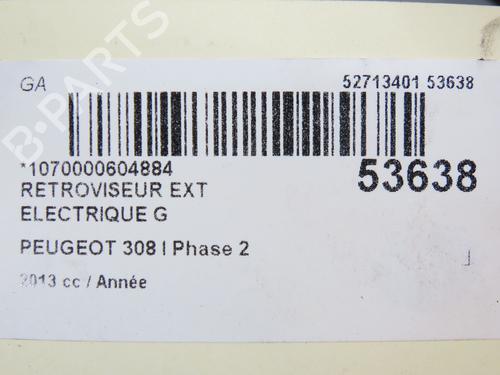 GA
52713401 53638
*1070000604884
53638
RETROVISEUR EXT
ELECTRIQUE G
PEUGEOT 308 I Phase 2
2013 cc / Année
B-PARTS